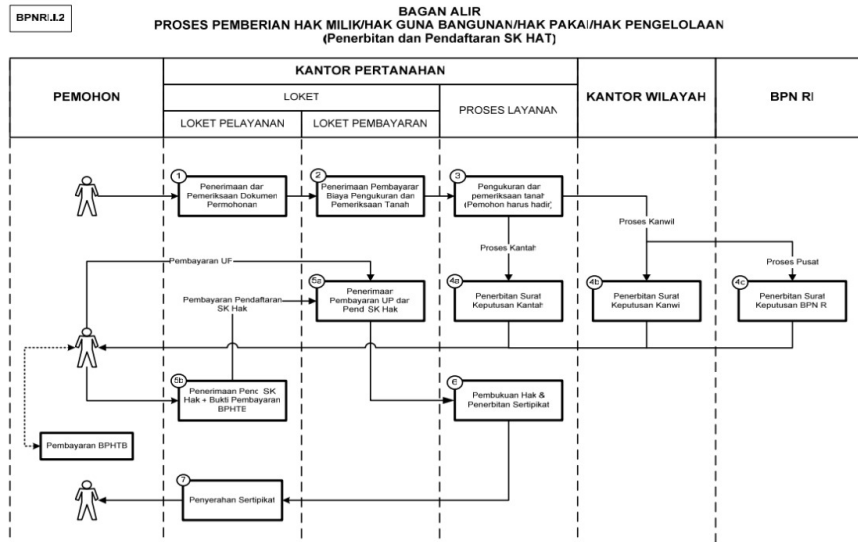 BPNRI.I.2
BAGAN ALIR
PROSES PEMBERIAN HAK MILIK/HAK GUNA BANGUNAN/HAK PAKAI/HAK PENGELOLAAN
(Penerbitan dan Pendaftaran SK HAT)
PEMOHON
KANTOR PERTANAHAN
LOKET
LOKET PELAYANAN
LOKET PEMBAYARAN
PROSES LAYANAN
KANTOR WILAYAH
BPN RI
1
Penerimaan dan
Pemeriksaan Dokumen
Permohonan
2
Penerimaan Pembayaran
Biaya Pengukuran dan
Pemeriksaan Tanah
3
Pengukuran dan
pemeriksaan tanah
(Pemohon harus hadir)
Proses Kanwil
Proses Kantah
Proses Pusat
Pembayaran UP
Pembayaran Pendaftaran
SK Hak
5a
Penerimaan
Pembayaran UP dan
Pend. SK Hak
4a
Penerbitan Surat
Keputusan Kantah
4b
Penerbitan Surat
Keputusan Kanwil
4c
Penerbitan Surat
Keputusan BPN RI
5b
Penerimaan Pend. SK
Hak + Bukti Pembayaran
BPHTB
6
Pembukuan Hak &
Penerbitan Sertipikat
Pembayaran BPHTB
7
Penyerahan Sertipikat